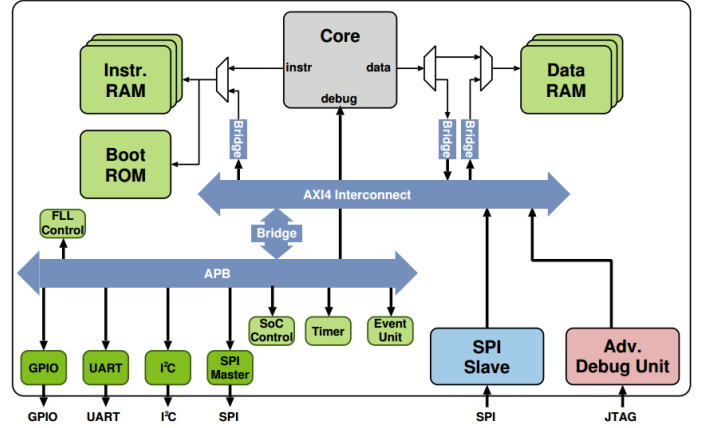 Core
instr
data
debug
Instr.
RAM
Data
RAM
Boot
ROM
Bridge
Bridge
Bridge
AXI4 Interconnect
FLL
Control
Bridge
APB
SoC
Control
Timer
Event
Unit
GPIO
UART
I²C
SPI
Master
SPI
Slave
Adv.
Debug Unit
GPIO
UART
I²C
SPI
SPI
JTAG